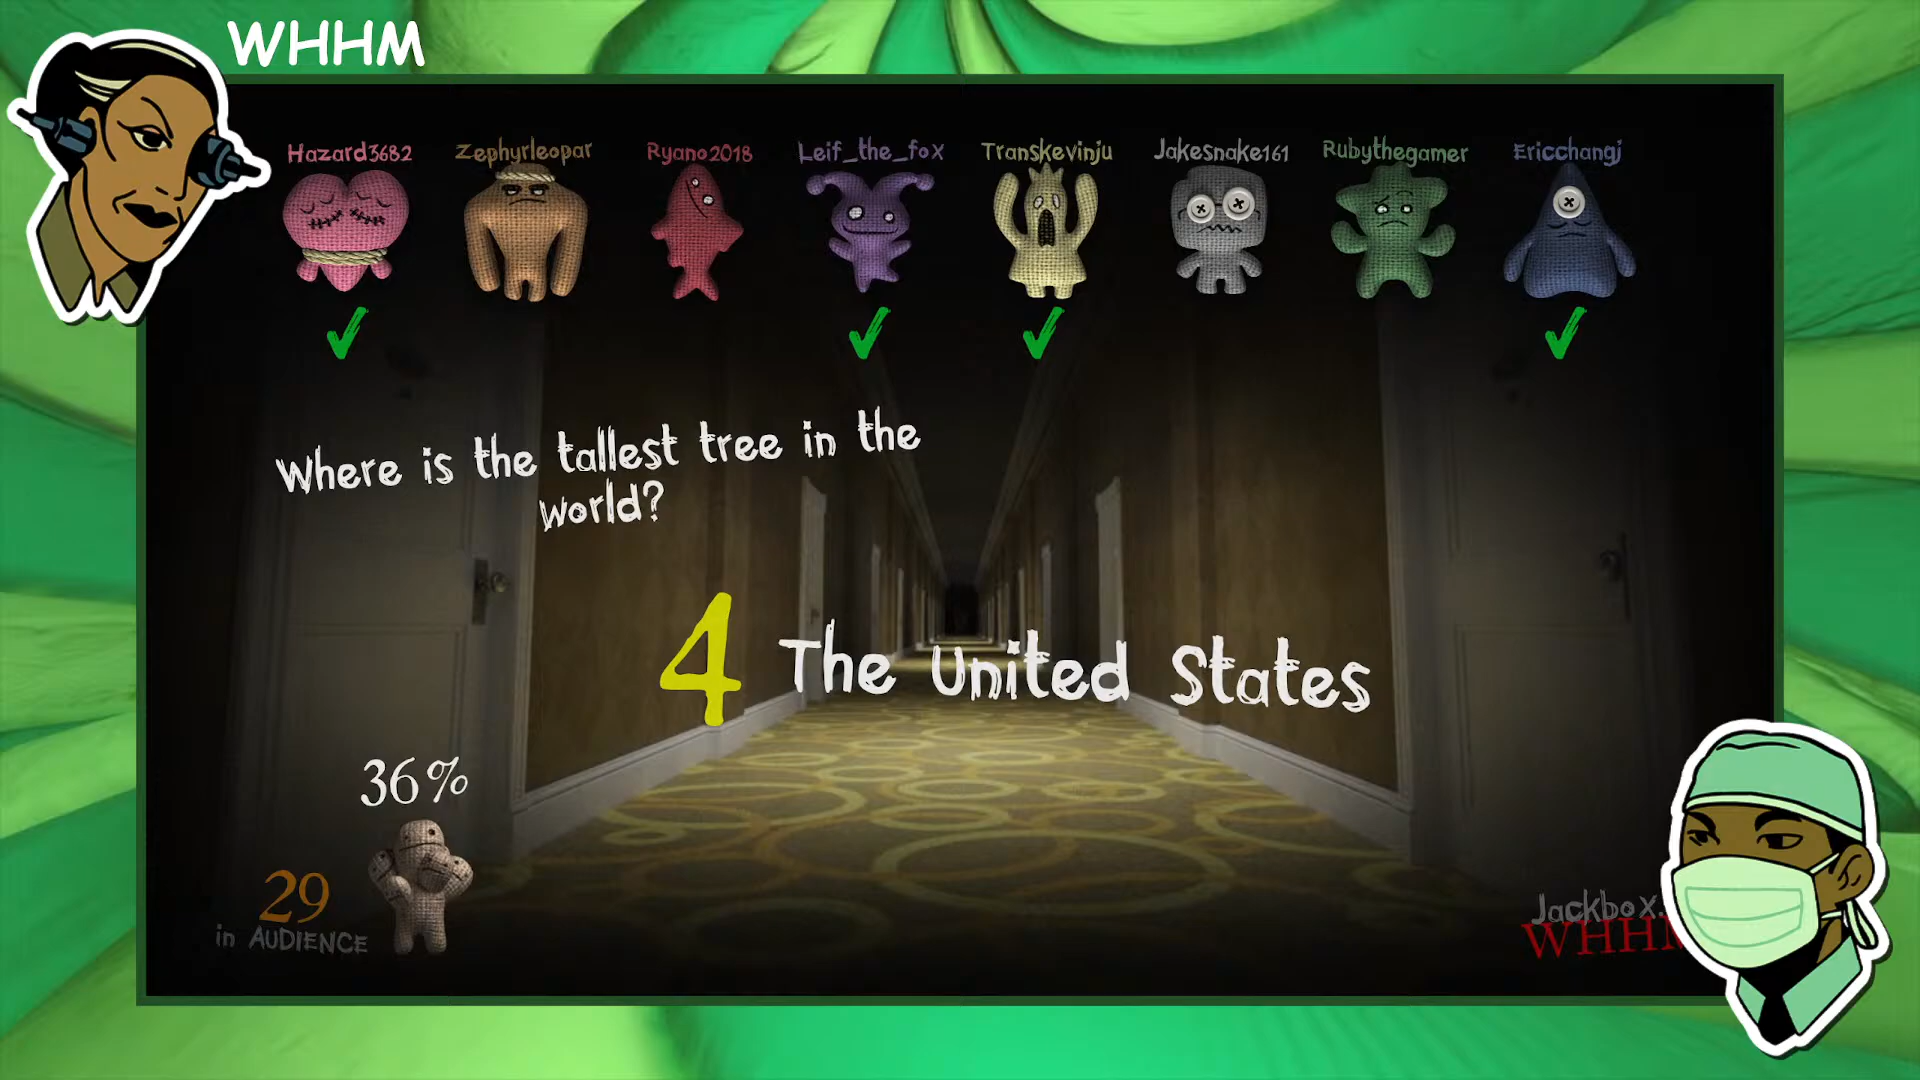 WHHM
Hazard3682 Zephyrleopar Ryano2018 Leif_the_fox Transkevinju Jakesnake161 Rubythegamer Ericchangj
Where is the tallest tree in the
world?
4 The United States
36%
29
in AUDIENCE
Jackbox.
WHHM